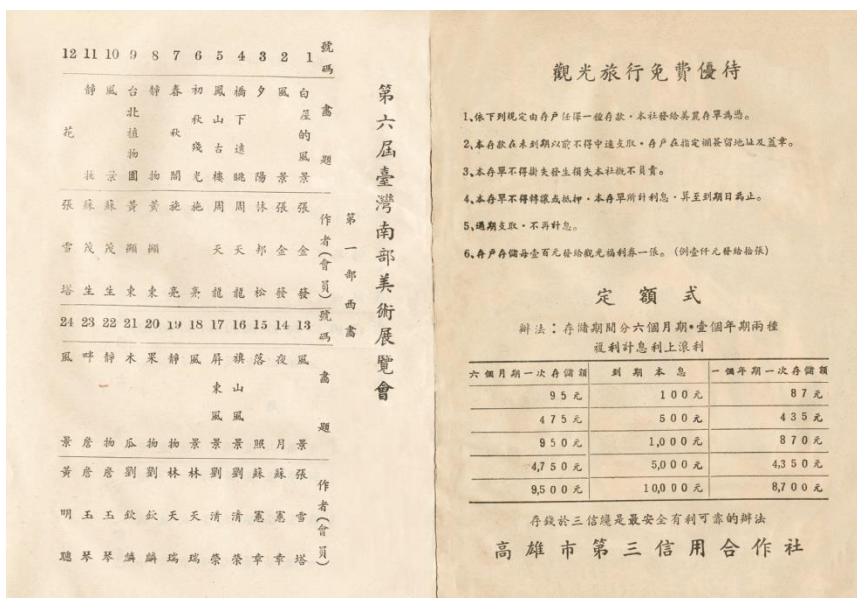 第六屆臺灣南部美術展覽會
第一部西畫
號碼 畫題 作者(會員)
1 白屋的風景 張金發
2 風景 張金發
3 夕陽 林邦松
4 橋下遠眺 周天龍
5 鳳山古樓 周天龍
6 初秋殘光 施亮
7 春秋閣 施亮
8 靜物 黃顯東
9 台北植物園 黃顯東
10 風景 蘇茂生
11 靜物 蘇茂生
12 花 張雪塔
號碼 畫題 作者(會員)
13 風景 張雪塔
14 夜月 蘇憲章
15 落照 蘇憲章
16 旗山風景 劉清榮
17 屏東風景 劉清榮
18 風景 林天瑞
19 靜物 林天瑞
20 果物 劉欽麟
21 木瓜 劉欽麟
22 靜物 詹玉琴
23 詹玉琴
24 風景 黃明聰
觀光旅行免費優待
1、依下列規定由存戶任擇一種存款・本社發給美麗存單為憑。
2、本存款在未到期以前不得中途支取・存戶在指定欄簽留地址及蓋章。
3、本存單不得掛失發生損失本社概不負責。
4、本存單不得轉讓或抵押・本存單所計利息・算至到期日為止。
5、過期支取・不再計息。
6、存戶存儲每壹百元發給觀光福利券一張。(例壹仟元發給拾張)
定額式
辦法：存儲期間分六個月期・壹個年期兩種
複利計息利上滾利
六個月期一次存儲額 到期本息 一個年期一次存儲額
95元 100元 87元
475元 500元 435元
950元 1,000元 870元
4,750元 5,000元 4,350元
9,500元 10,000元 8,700元
存錢於三信纔是最安全有利可靠的辦法
高雄市第三信用合作社